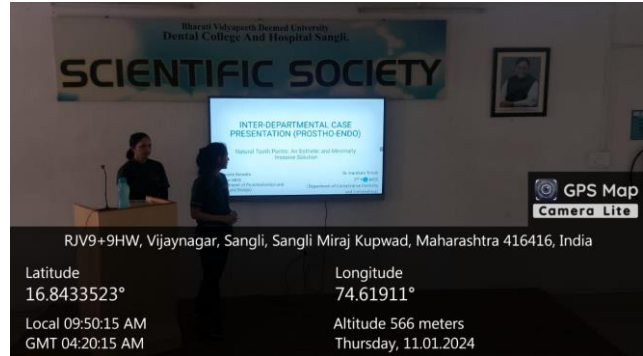 Bharati Vidyapeeth Deemed University
Dental College And Hospital Sangli.
SCIENTIFIC SOCIETY
INTER-DEPARTMENTAL CASE
PRESENTATION (PROSTHO-ENDO)
Natural Tooth Pontic: An Esthetic and Minimally
Invasive Solution
GPS Map
Camera Lite
RJV9+9HW, Vijaynagar, Sangli, Sangli Miraj Kupwad, Maharashtra 416416, India
Latitude
16.8433523°
Longitude
74.61911°
Local 09:50:15 AM
GMT 04:20:15 AM
Altitude 566 meters
Thursday, 11.01.2024